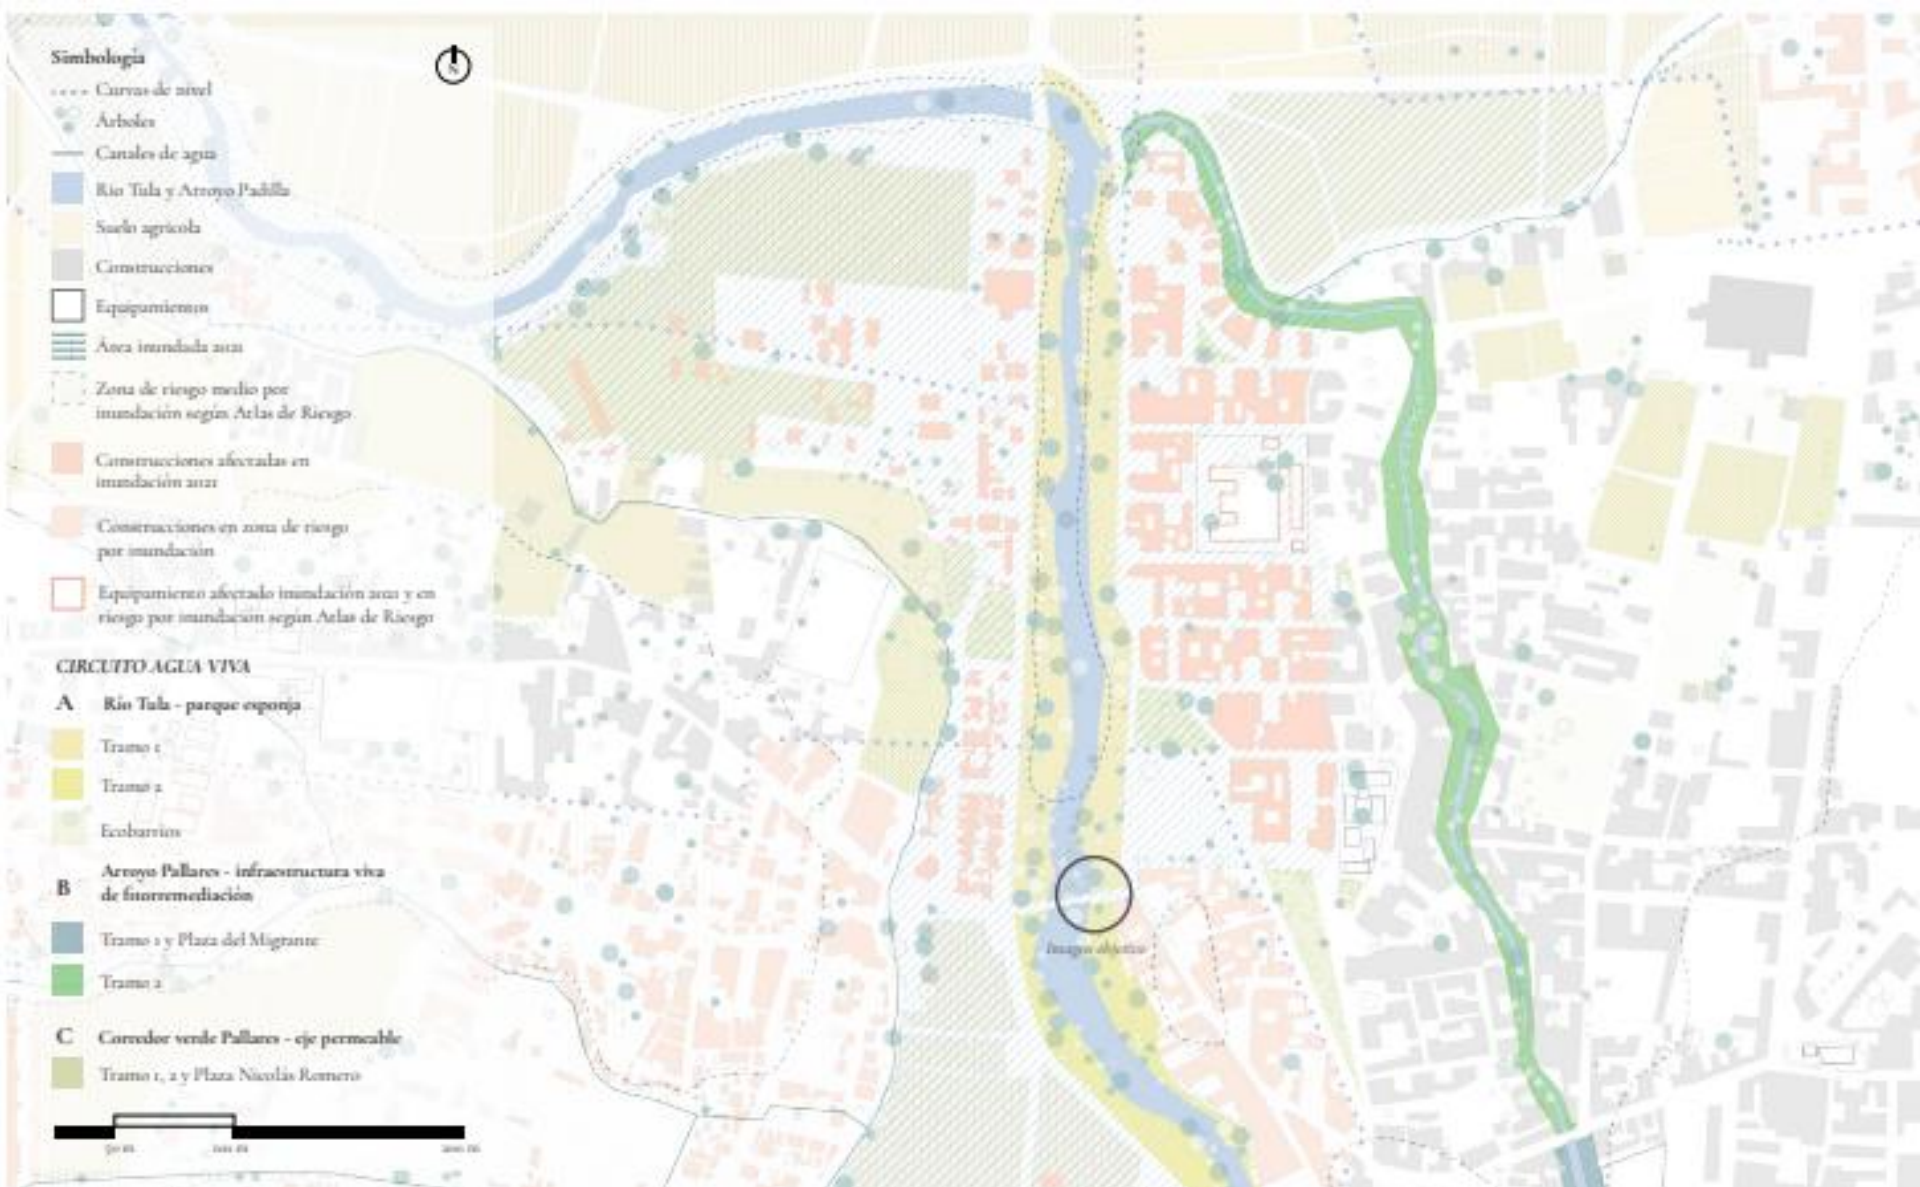 Simbología
Curvas de nivel
Árboles
Canales de agua
Río Tula y Arroyo Padilla
Suelo agrícola
Construcciones
Equipamientos
Área inundada 2021
Zona de riesgo medio por
inundación según Atlas de Riesgo
Construcciones afectadas en
inundación 2021
Construcciones en zona de riesgo
por inundación
Equipamiento afectado inundación 2021 y en
riesgo por inundación según Atlas de Riesgo
CIRCUITO AGUA VIVA
A Río Tula - parque esponja
Tramo 1
Tramo 2
Ecobarrios
B Arroyo Pallares - infraestructura viva
de fitorremediación
Tramo 1 y Plaza del Migrante
Tramo 2
C Corredor verde Pallares - eje permeable
Tramo 1, 2 y Plaza Nicolás Romero
50 m 100 m 200 m
Imagen objetivo